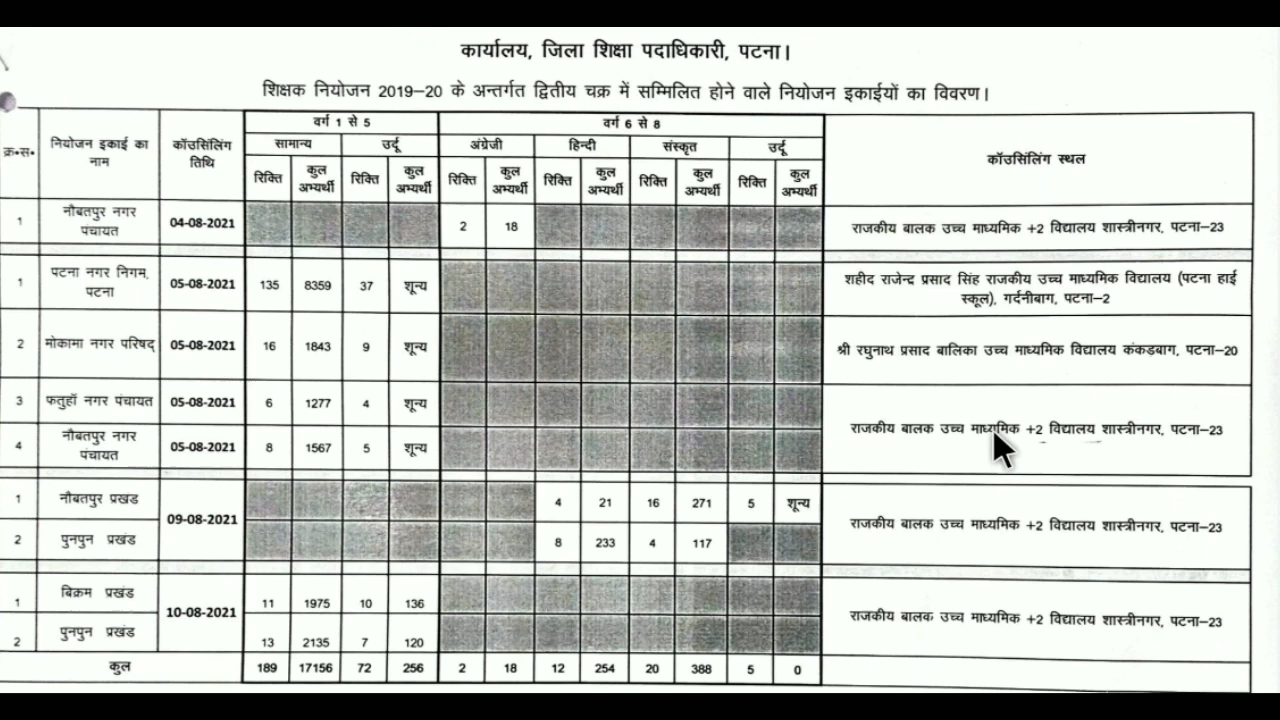 कार्यालय, जिला शिक्षा पदाधिकारी, पटना।
शिक्षक नियोजन 2019–20 के अन्तर्गत द्वितीय चक्र में सम्मिलित होने वाले नियोजन इकाईयों का विवरण।
क्र॰स॰ नियोजन इकाई का नाम कॉउसिंलिंग तिथि वर्ग 1 से 5 वर्ग 6 से 8 कॉउसिंलिंग स्थल
सामान्य उर्दू अंग्रेजी हिन्दी संस्कृत उर्दू
रिक्ति कुल अभ्यर्थी रिक्ति कुल अभ्यर्थी रिक्ति कुल अभ्यर्थी रिक्ति कुल अभ्यर्थी रिक्ति कुल अभ्यर्थी रिक्ति कुल अभ्यर्थी
1 नौबतपुर नगर पंचायत 04-08-2021 2 18 राजकीय बालक उच्च माध्यमिक +2 विद्यालय शास्त्रीनगर, पटना–23
1 पटना नगर निगम, पटना 05-08-2021 135 8359 37 शून्य शहीद राजेन्द्र प्रसाद सिंह राजकीय उच्च माध्यमिक विद्यालय (पटना हाई स्कूल), गर्दनीबाग, पटना–2
2 मोकामा नगर परिषद् 05-08-2021 16 1843 9 शून्य श्री रघुनाथ प्रसाद बालिका उच्च माध्यमिक विद्यालय कंकडबाग, पटना–20
3 फतुहॉ नगर पंचायत 05-08-2021 6 1277 4 शून्य राजकीय बालक उच्च माध्यमिक +2 विद्यालय शास्त्रीनगर, पटना–23
4 नौबतपुर नगर पंचायत 05-08-2021 8 1567 5 शून्य
1 नौबतपुर प्रखंड 09-08-2021 4 21 16 271 5 शून्य राजकीय बालक उच्च माध्यमिक +2 विद्यालय शास्त्रीनगर, पटना–23
2 पुनपुन प्रखंड 8 233 4 117
1 बिक्रम प्रखंड 10-08-2021 11 1975 10 136 राजकीय बालक उच्च माध्यमिक +2 विद्यालय शास्त्रीनगर, पटना–23
2 पुनपुन प्रखंड 13 2135 7 120
कुल 189 17156 72 256 2 18 12 254 20 388 5 0